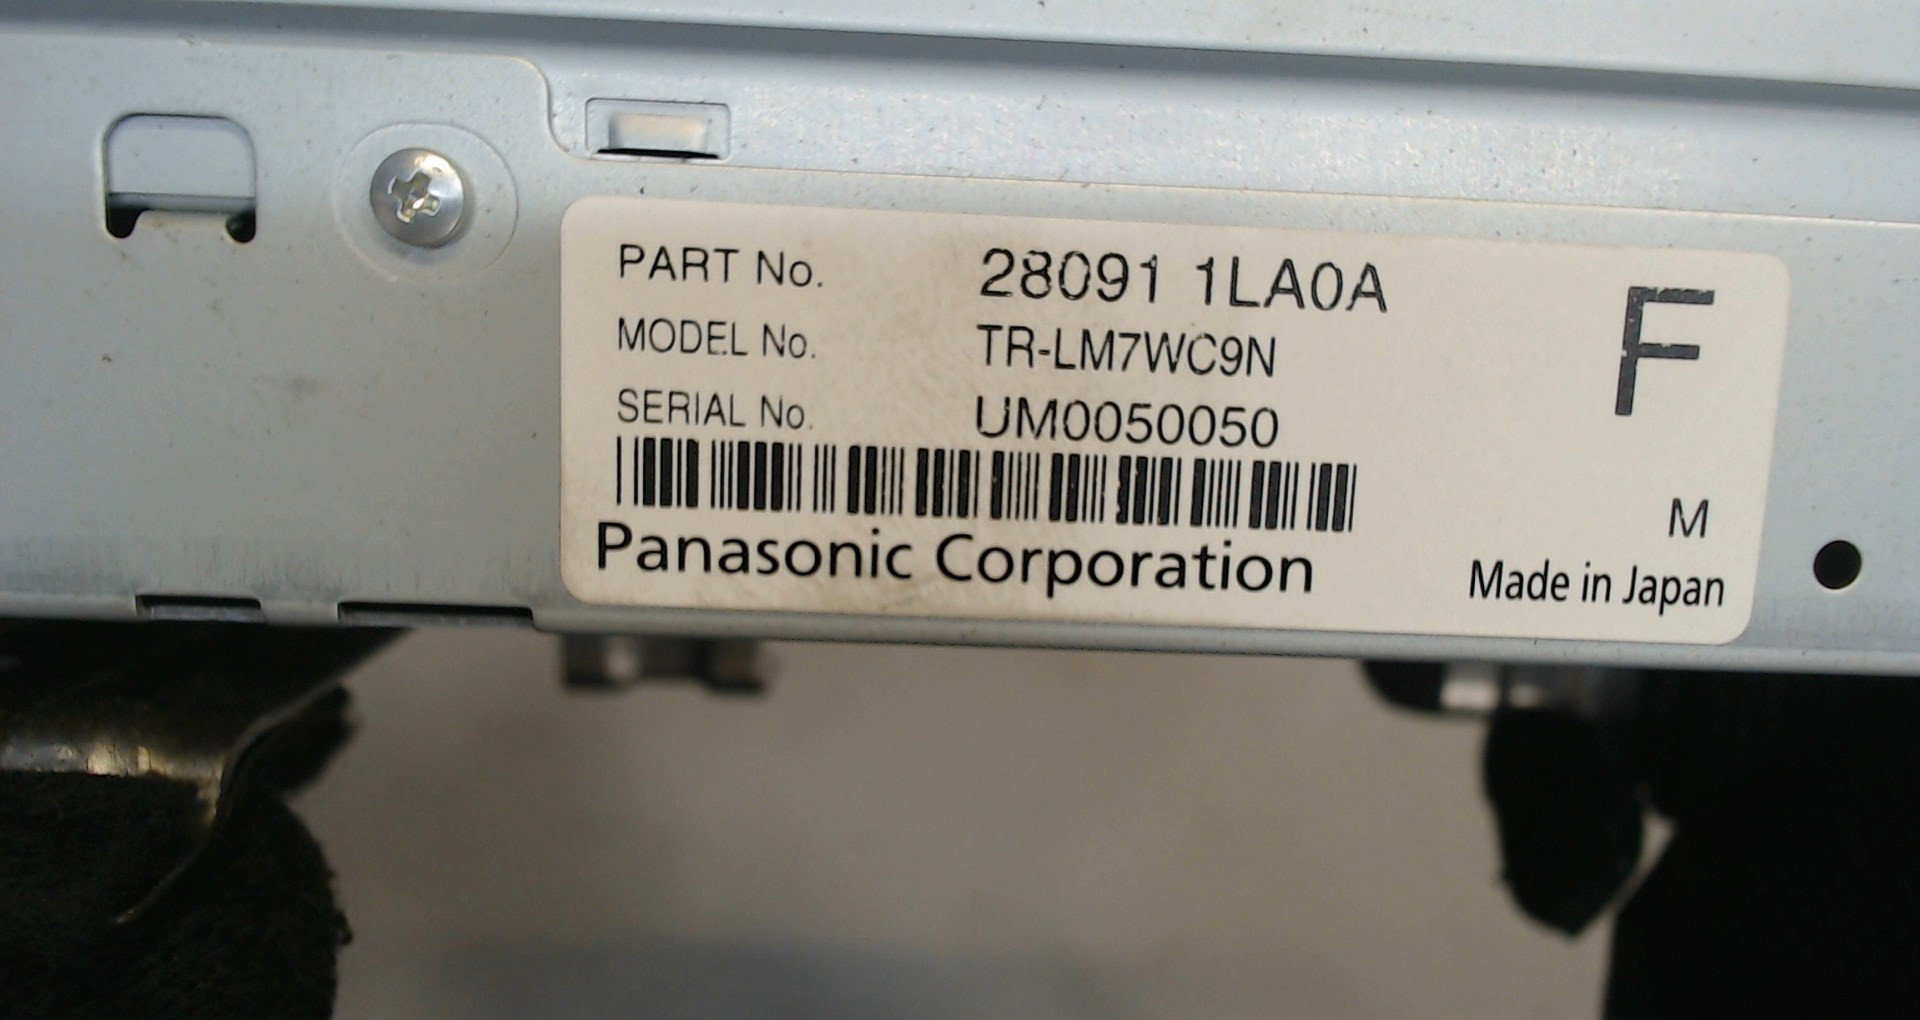 PART No. 28091 1LA0A
F
MODEL No. TR-LM7WC9N
SERIAL No. UM0050050
M
Panasonic Corporation
Made in Japan